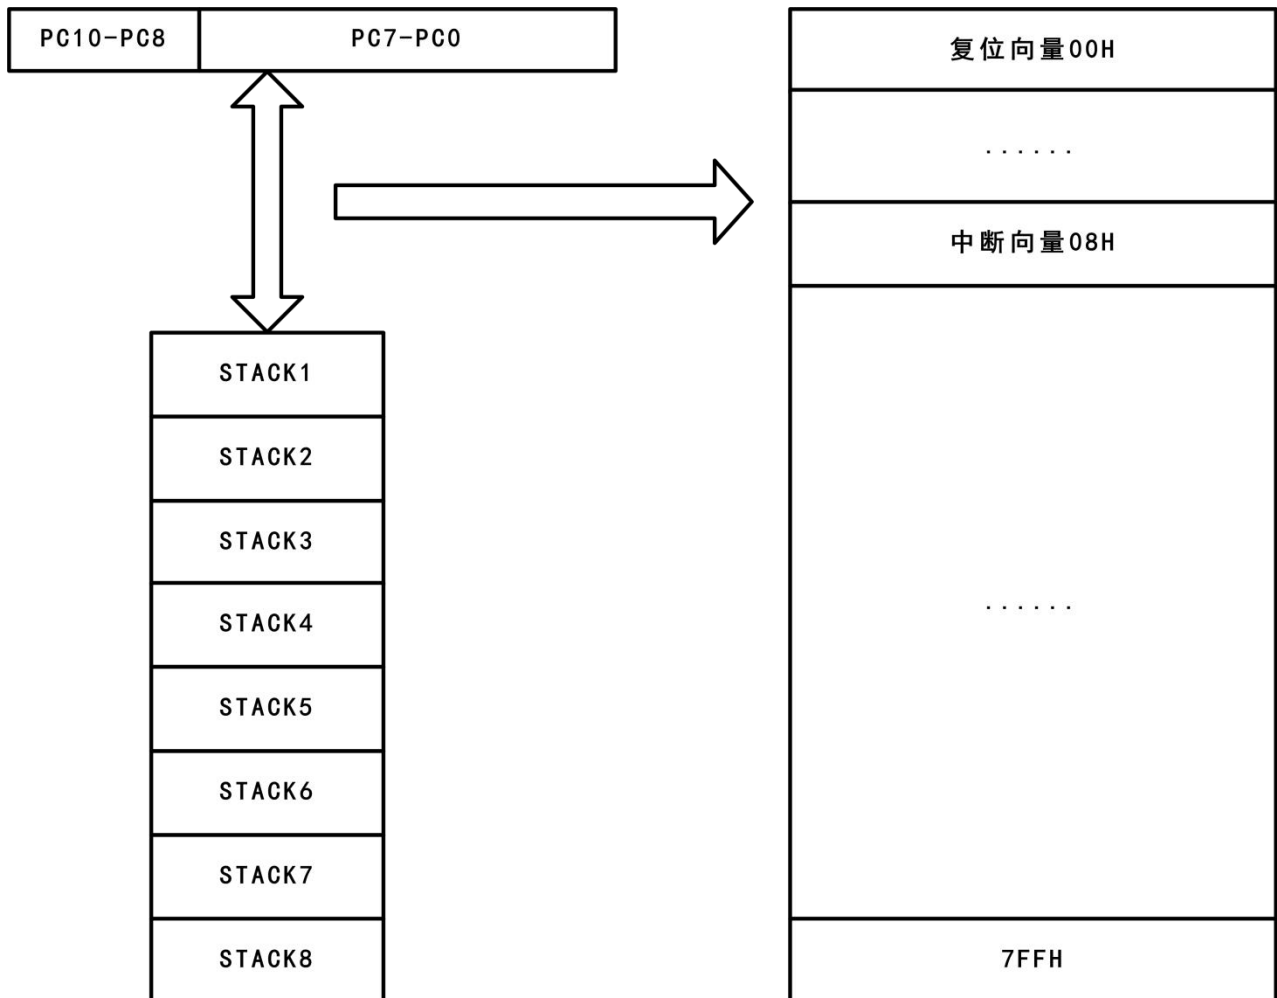 PC10-PC8
PC7-PC0
STACK1
STACK2
STACK3
STACK4
STACK5
STACK6
STACK7
STACK8
复位向量00H
......
中断向量08H
......
7FFH